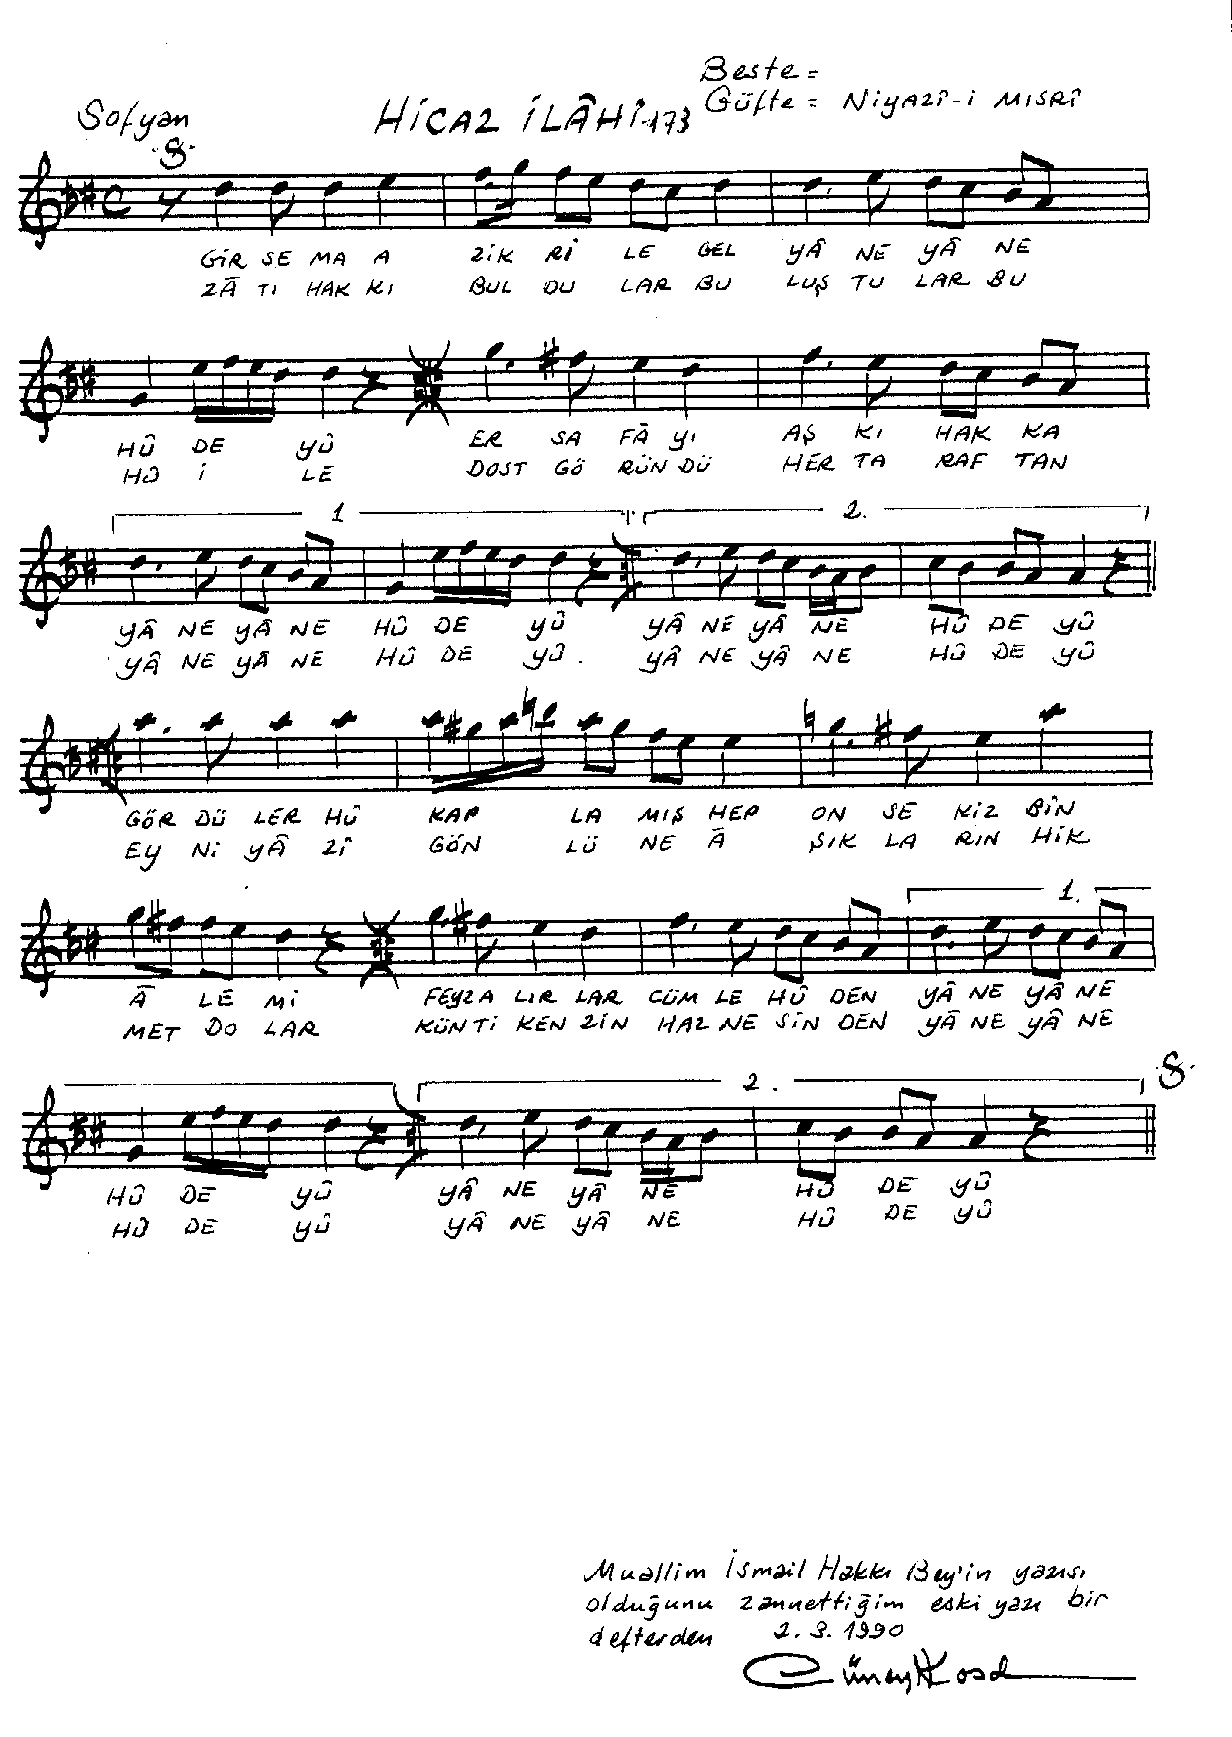 Beste =
Sofyan HİCAZ İLÂHÎ-173 Güfte = NİYAZÎ-İ MISRÎ
GİR SE MA A ZİK Rİ LE GEL YÂ NE YÂ NE
ZÂ TI HAK KI BUL DU LAR BU LUŞ TU LAR BU
HÛ DE YÛ ER SA FÂ YI AŞ KI HAK KA
HÛ İ LE DOST GÖ RÜN DÜ HER TA RAF TAN
1 2.
YÂ NE YÂ NE HÛ DE YÛ YÂ NE YÂ NE HÛ DE YÛ
YÂ NE YÂ NE HÛ DE YÛ. YÂ NE YÂ NE HÛ DE YÛ
GÖR DÜ LER HÛ KAP LA MIŞ HEP ON SE KİZ BİN
EY Nİ YÂ ZÎ GÖN LÜ NE Â ŞIK LA RIN HİK
1.
Â LE Mİ FEYZ A LIR LAR CÜM LE HÛ DEN YÂ NE YÂ NE
MET DO LAR KÜN Tİ KEN ZİN HAZ NE SİN DEN YÂ NE YÂ NE
2.
HÛ DE YÛ YÂ NE YÂ NE HÛ DE YÛ
HÛ DE YÛ YÂ NE YÂ NE HÛ DE YÛ
Muallim İsmail Hakkı Bey'in yazısı
olduğunu zannettiğim eski yazı bir
defterden 2.3.1990